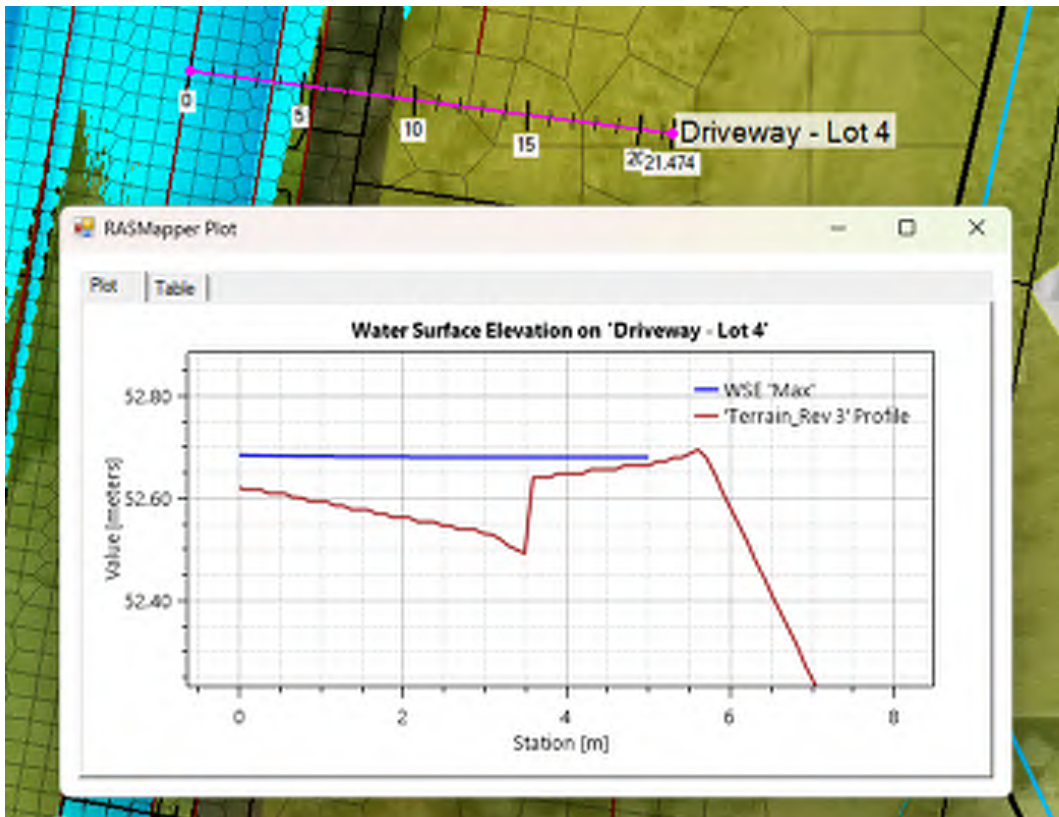 0
5
10
15
21.474
Driveway - Lot 4
RASMapper Plot
Plot
Table
Water Surface Elevation on 'Driveway - Lot 4'
52.80
52.60
52.40
Value [meters]
WSE "Max"
'Terrain_Rev 3' Profile
0
2
4
6
8
Station [m]